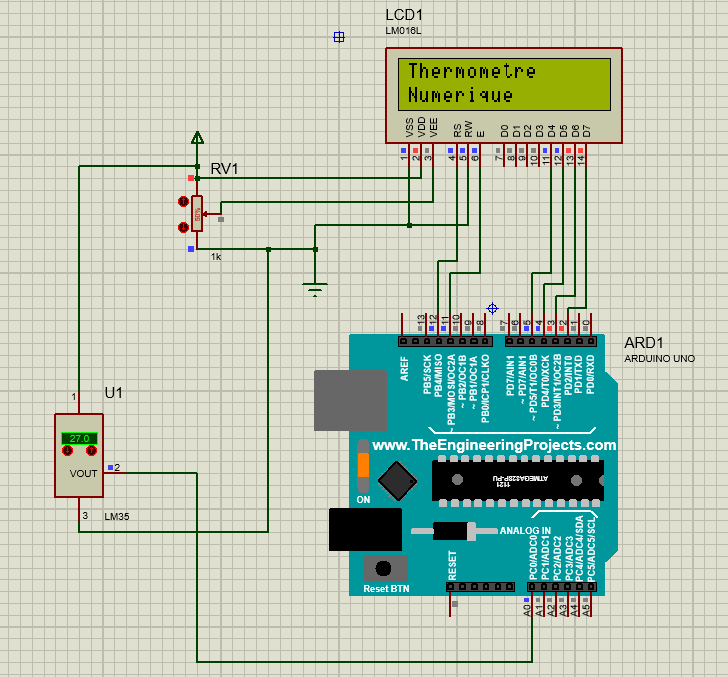 LCD1
LM016L
Thermometre
Numerique
VSS
VDD
VEE
RS
RW
E
D0
D1
D2
D3
D4
D5
D6
D7
1
2
3
4
5
6
7
8
9
10
11
12
13
14
RV1
50%
1k
13
12
11
10
9
8
7
6
5
4
3
2
1
0
ARD1
ARDUINO UNO
AREF
PB5/SCK
PB4/MISO
~ PB3/MOSI/OC2A
~ PB2/OC1B
~ PB1/OC1A
PB0/ICP1/CLKO
PD7/AIN1
~ PD7/AIN1
~ PD5/T1/OC0B
PD4/T0/XCK
~ PD3/INT1/OC2B
PD2/INT0
PD1/TXD
PD0/RXD
U1
1
27.0
VOUT
2
3
LM35
www.TheEngineeringProjects.com
ON
1121
ATMEGA328P-PU
ANALOG IN
RESET
PC0/ADC0
PC1/ADC1
PC2/ADC2
PC3/ADC3
PC4/ADC4/SDA
PC5/ADC5/SCL
Reset BTN
A0
A1
A2
A3
A4
A5